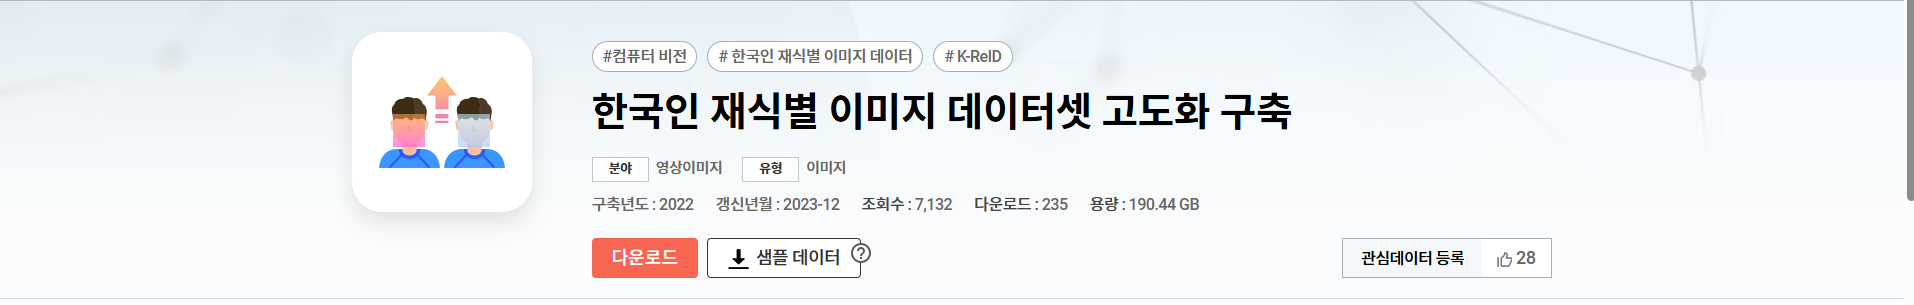 #컴퓨터 비전 # 한국인 재식별 이미지 데이터 # K-ReID
한국인 재식별 이미지 데이터셋 고도화 구축
분야 영상이미지 유형 이미지
구축년도 : 2022 갱신년월 : 2023-12 조회수 : 7,132 다운로드 : 235 용량 : 190.44 GB
다운로드 샘플 데이터 ? 관심데이터 등록 28